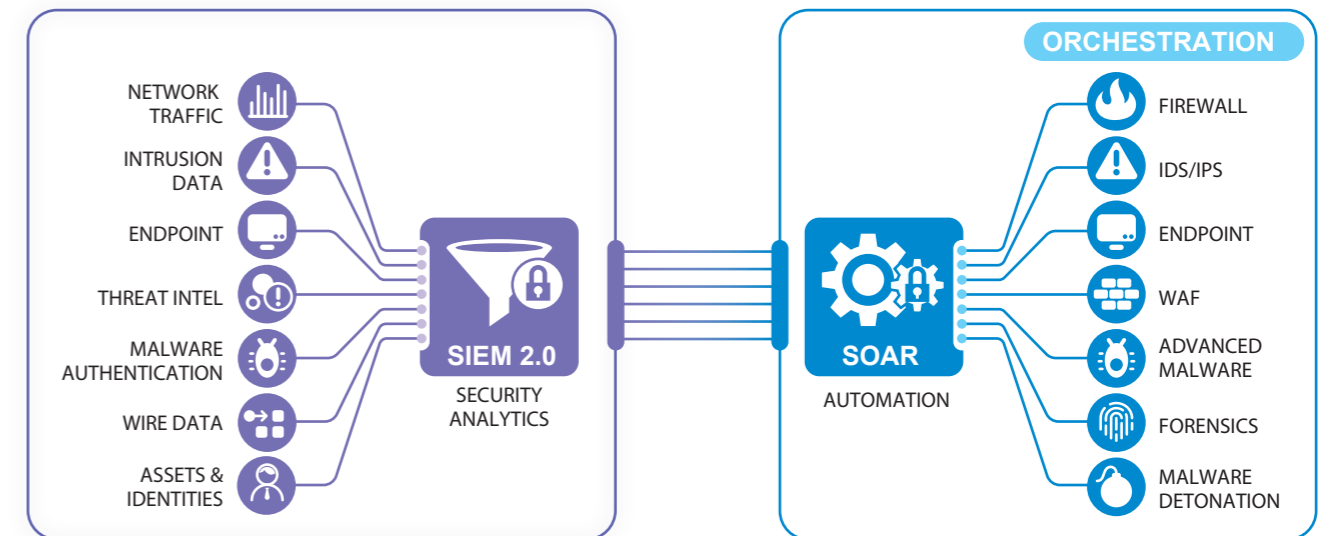 NETWORK
TRAFFIC
INTRUSION
DATA
ENDPOINT
THREAT INTEL
MALWARE
AUTHENTICATION
WIRE DATA
ASSETS &
IDENTITIES
SIEM 2.0
SECURITY
ANALYTICS
SOAR
AUTOMATION
ORCHESTRATION
FIREWALL
IDS/IPS
ENDPOINT
WAF
ADVANCED
MALWARE
FORENSICS
MALWARE
DETONATION